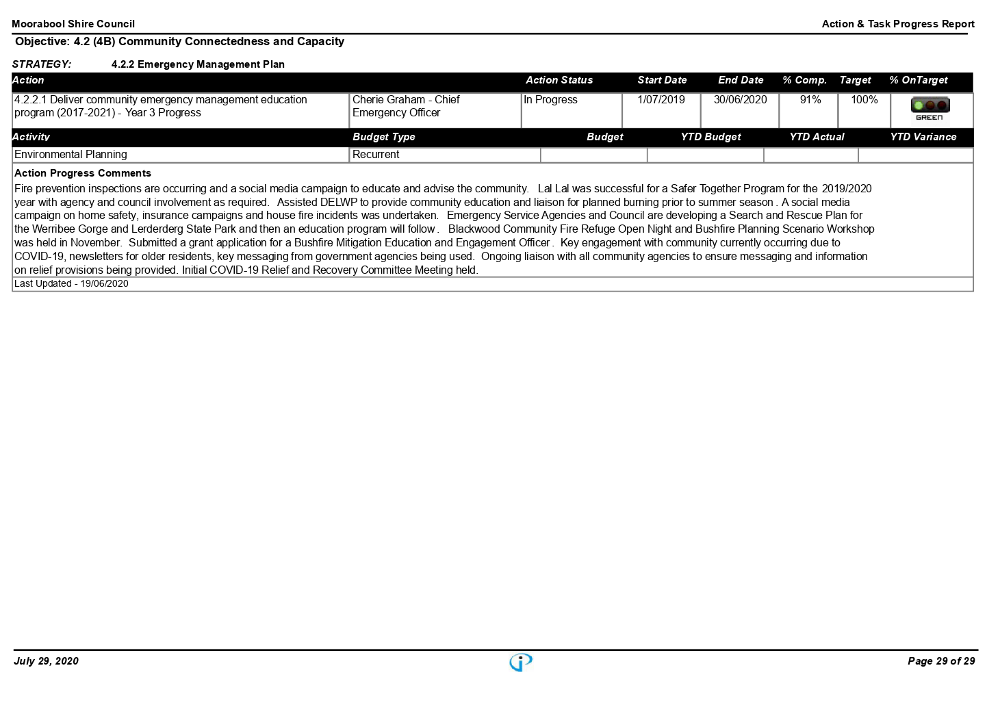 Moorabool Shire Council Action & Task Progress Report
Objective: 4.2 (4B) Community Connectedness and Capacity
STRATEGY: 4.2.2 Emergency Management Plan
Action Action Status Start Date End Date % Comp. Target % OnTarget
4.2.2.1 Deliver community emergency management education Cherie Graham - Chief In Progress 1/07/2019 30/06/2020 91% 100%
program (2017-2021) - Year 3 Progress Emergency Officer
GREEN
Activity Budget Type Budget YTD Budget YTD Actual YTD Variance
Environmental Planning Recurrent
Action Progress Comments
Fire prevention inspections are occurring and a social media campaign to educate and advise the community. Lal Lal was successful for a Safer Together Program for the 2019/2020
year with agency and council involvement as required. Assisted DELWP to provide community education and liaison for planned burning prior to summer season . A social media
campaign on home safety, insurance campaigns and house fire incidents was undertaken. Emergency Service Agencies and Council are developing a Search and Rescue Plan for
the Werribee Gorge and Lerderderg State Park and then an education program will follow . Blackwood Community Fire Refuge Open Night and Bushfire Planning Scenario Workshop
was held in November. Submitted a grant application for a Bushfire Mitigation Education and Engagement Officer . Key engagement with community currently occurring due to
COVID-19, newsletters for older residents, key messaging from government agencies being used. Ongoing liaison with all community agencies to ensure messaging and information
on relief provisions being provided. Initial COVID-19 Relief and Recovery Committee Meeting held.
Last Updated - 19/06/2020
July 29, 2020 Page 29 of 29